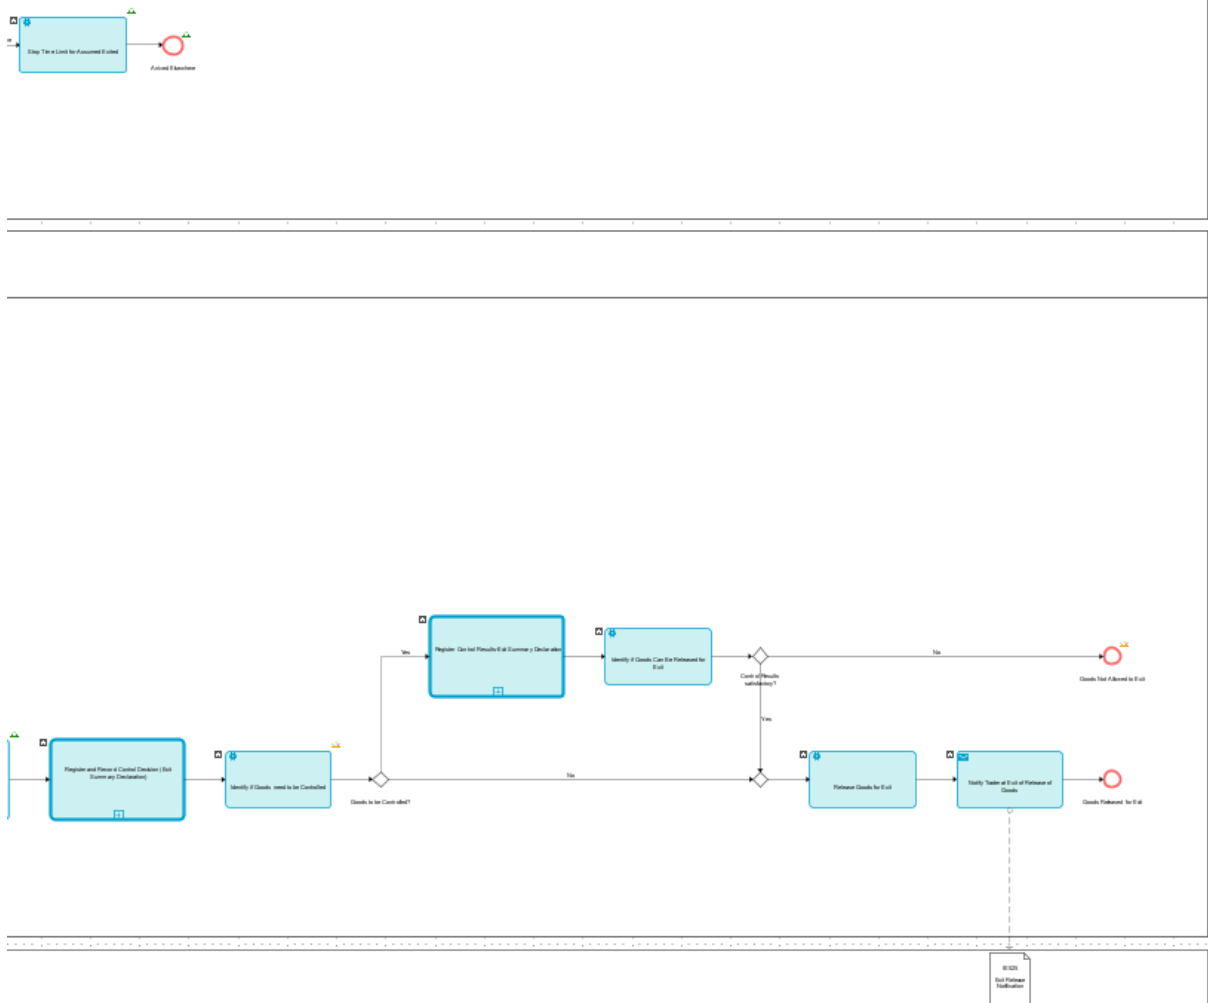 Stop Time Limit for Assumed Exited
Arrived Elsewhere
Yes
Register Control Results Exit Summary Declaration
Identify if Goods Can Be Released for
Exit
Control Results
satisfactory?
No
Goods Not Allowed to Exit
Yes
Register and Record Control Decision (Exit
Summary Declaration)
Identify if Goods need to be Controlled
Goods to be Controlled?
No
Release Goods for Exit
Notify Trader at Exit of Release of
Goods
Goods Released for Exit
Exit Release
Notification